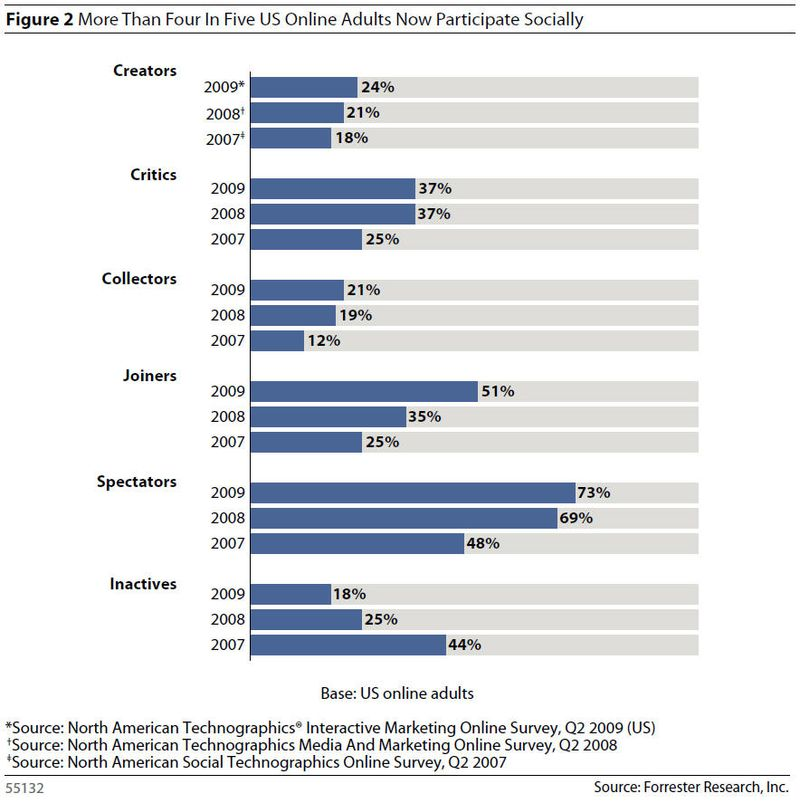 Figure 2 More Than Four In Five US Online Adults Now Participate Socially
Creators
2009* 24%
2008† 21%
2007‡ 18%
Critics
2009 37%
2008 37%
2007 25%
Collectors
2009 21%
2008 19%
2007 12%
Joiners
2009 51%
2008 35%
2007 25%
Spectators
2009 73%
2008 69%
2007 48%
Inactives
2009 18%
2008 25%
2007 44%
Base: US online adults
*Source: North American Technographics® Interactive Marketing Online Survey, Q2 2009 (US)
†Source: North American Technographics Media And Marketing Online Survey, Q2 2008
‡Source: North American Social Technographics Online Survey, Q2 2007
55132 Source: Forrester Research, Inc.